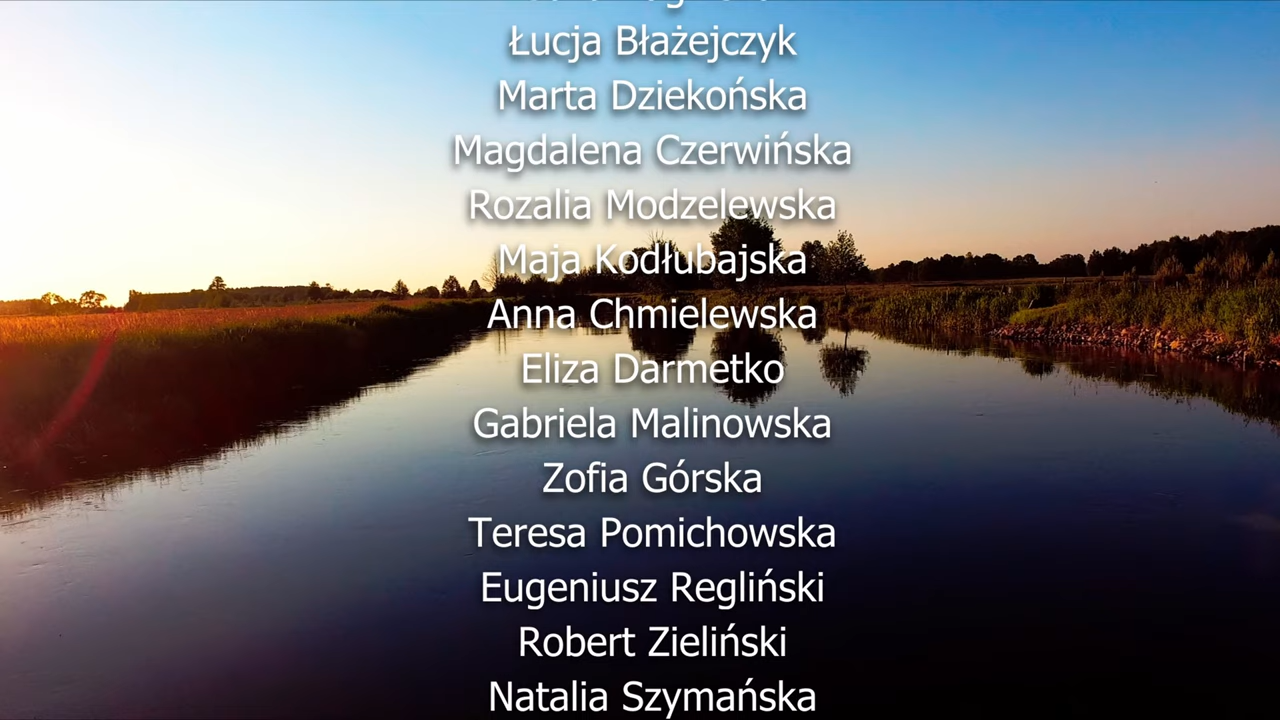 Łucja Błażejczyk
Marta Dziekońska
Magdalena Czerwińska
Rozalia Modzelewska
Maja Kodłubajska
Anna Chmielewska
Eliza Darmetko
Gabriela Malinowska
Zofia Górska
Teresa Pomichowska
Eugeniusz Regliński
Robert Zieliński
Natalia Szymańska